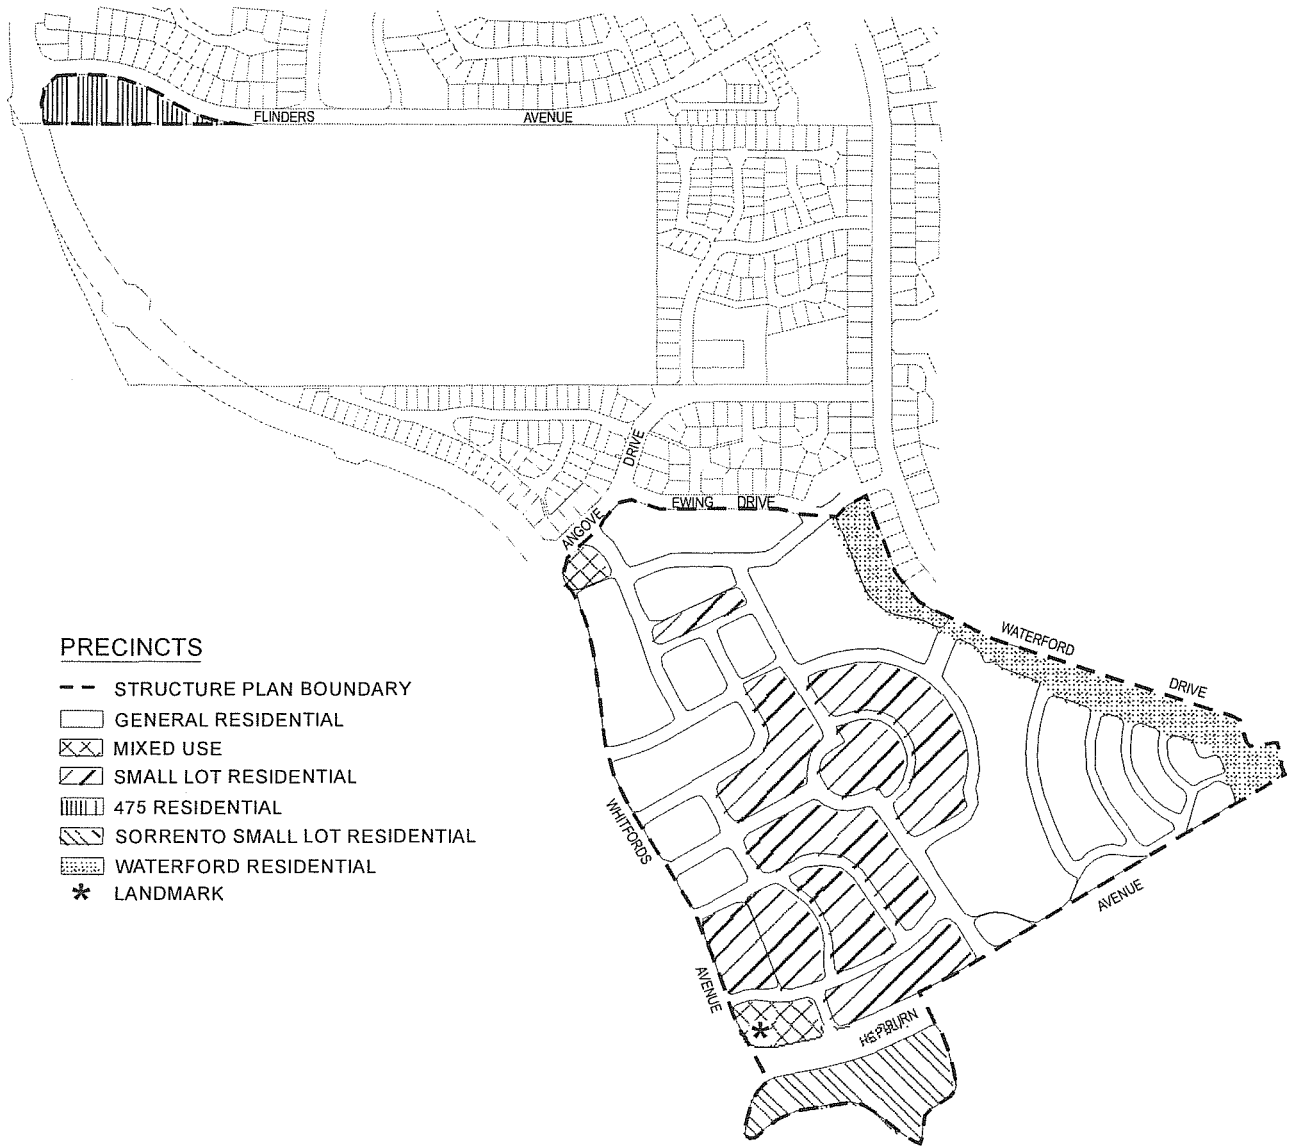 FLINDERS AVENUE
DRIVE
EWING DRIVE
ANGOVE
WATERFORD
DRIVE
PRECINCTS
STRUCTURE PLAN BOUNDARY
GENERAL RESIDENTIAL
MIXED USE
SMALL LOT RESIDENTIAL
475 RESIDENTIAL
SORRENTO SMALL LOT RESIDENTIAL
WATERFORD RESIDENTIAL
* LANDMARK
WHITFORDS
AVENUE
AVENUE
*